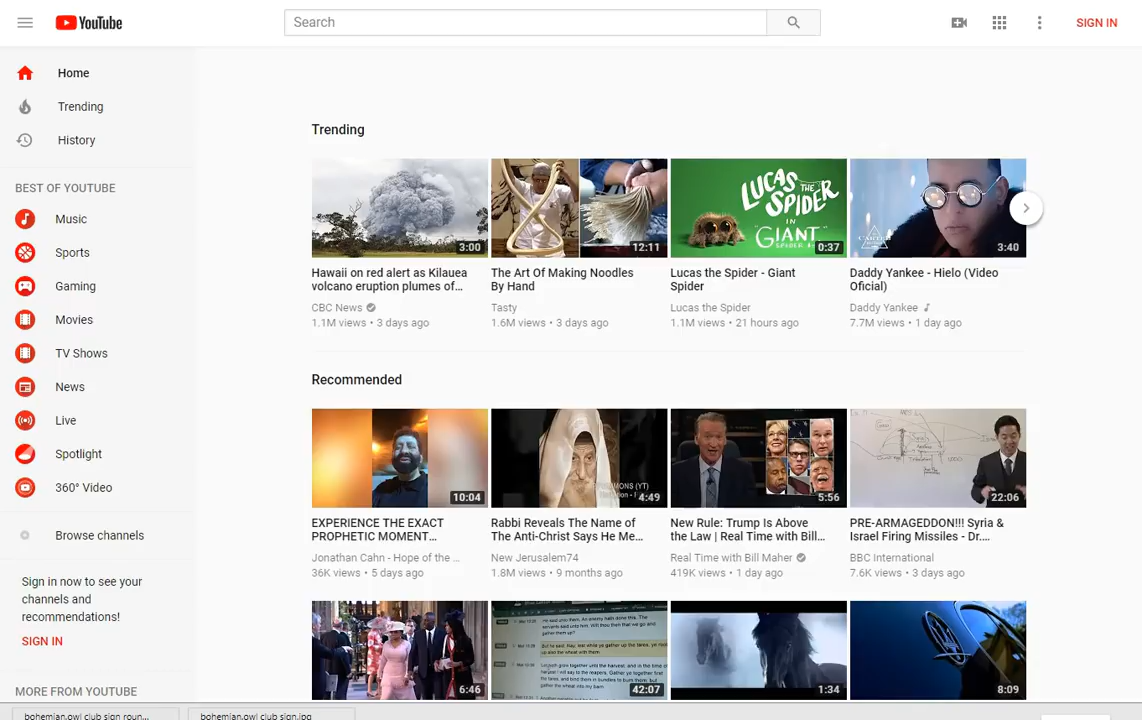 YouTube
Search
SIGN IN
Home
Trending
History
BEST OF YOUTUBE
Music
Sports
Gaming
Movies
TV Shows
News
Live
Spotlight
360° Video
Browse channels
Sign in now to see your
channels and
recommendations!
SIGN IN
MORE FROM YOUTUBE
Trending
3:00
12:11
LUCAS THE SPIDER
IN
"GIANT
0:37
3:40
Hawaii on red alert as Kilauea
volcano eruption plumes of...
CBC News
1.1M views • 3 days ago
The Art Of Making Noodles
By Hand
Tasty
1.6M views • 3 days ago
Lucas the Spider - Giant
Spider
Lucas the Spider
1.1M views • 21 hours ago
Daddy Yankee - Hielo (Video
Oficial)
Daddy Yankee
7.7M views • 1 day ago
Recommended
10:04
4:49
5:56
22:06
EXPERIENCE THE EXACT
PROPHETIC MOMENT...
Jonathan Cahn - Hope of the ...
36K views • 5 days ago
Rabbi Reveals The Name of
The Anti-Christ Says He Me...
New Jerusalem74
1.8M views • 9 months ago
New Rule: Trump Is Above
the Law | Real Time with Bill...
Real Time with Bill Maher
419K views • 1 day ago
PRE-ARMAGEDDON!!! Syria &
Israel Firing Missiles - Dr....
BBC International
7.6K views • 3 days ago
6:46
42:07
1:34
8:09
bohemian.owl club sign roun...
bohemian.owl club sign.jpg